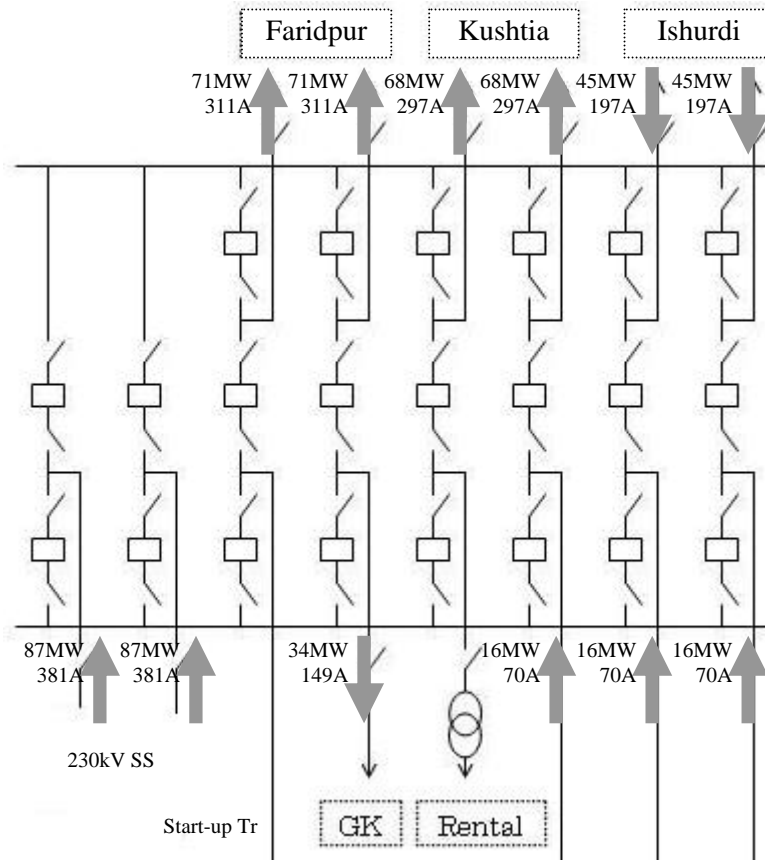 Faridpur Kushtia Ishurdi
71MW 71MW 68MW 68MW 45MW 45MW
311A 311A 297A 297A 197A 197A
87MW 87MW 34MW 16MW 16MW 16MW
381A 381A 149A 70A 70A 70A
230kV SS
Start-up Tr GK Rental